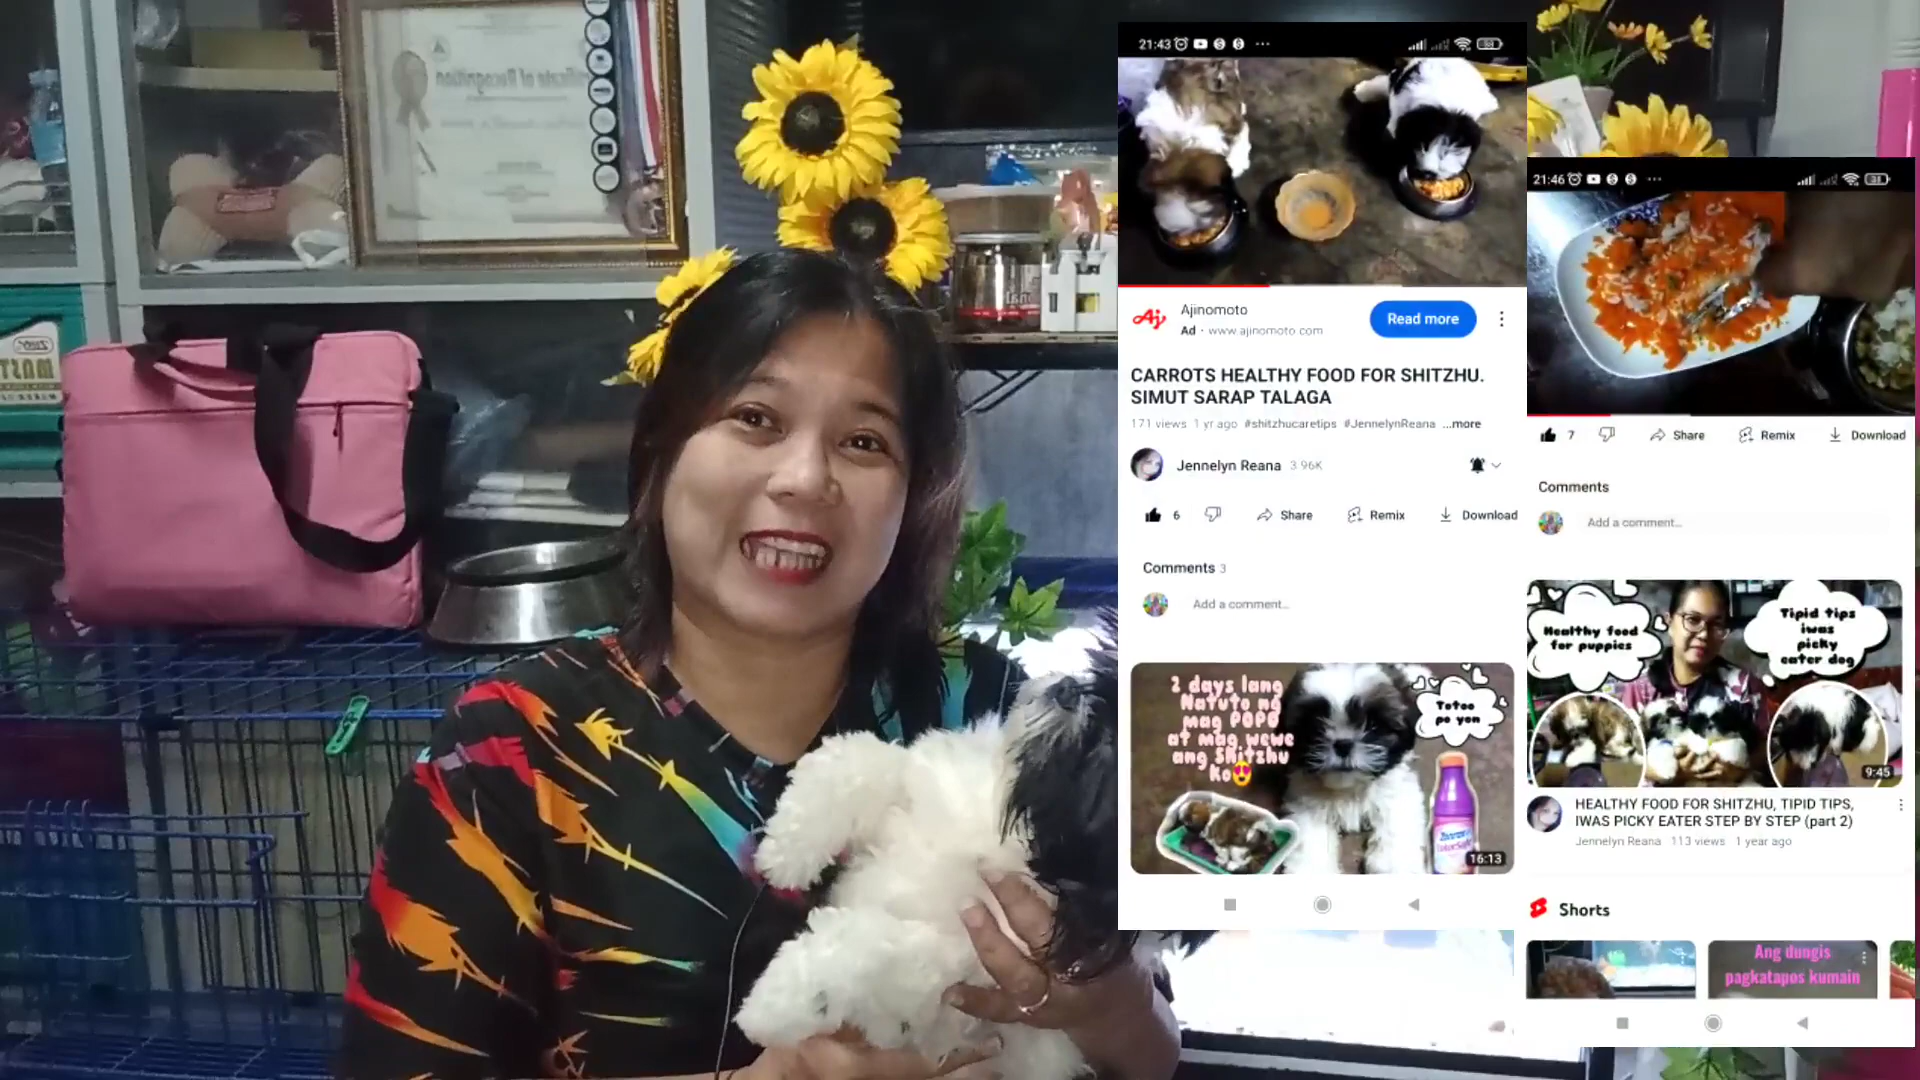 Certificate of Recognition
21:43
Ajinomoto
Ad · www.ajinomoto.com
Read more
CARROTS HEALTHY FOOD FOR SHITZHU.
SIMUT SARAP TALAGA
171 views 1 yr ago #shitzhucaretips #JennelynReana ...more
Jennelyn Reana 3.96K
6 Share Remix Download
Comments 3
Add a comment...
2 days lang
Natuto ng
mag POPO
at mag wewe
ang Shitzhu
ko
Totoo
po yon
16:13
21:46
7 Share Remix Download
Comments
Add a comment...
Healthy food
for puppies
Tipid tips
iwas
picky
eater dog
9:45
HEALTHY FOOD FOR SHITZHU, TIPID TIPS,
IWAS PICKY EATER STEP BY STEP (part 2)
Jennelyn Reana 113 views 1 year ago
Shorts
Ang dungis
pagkatapos kumain